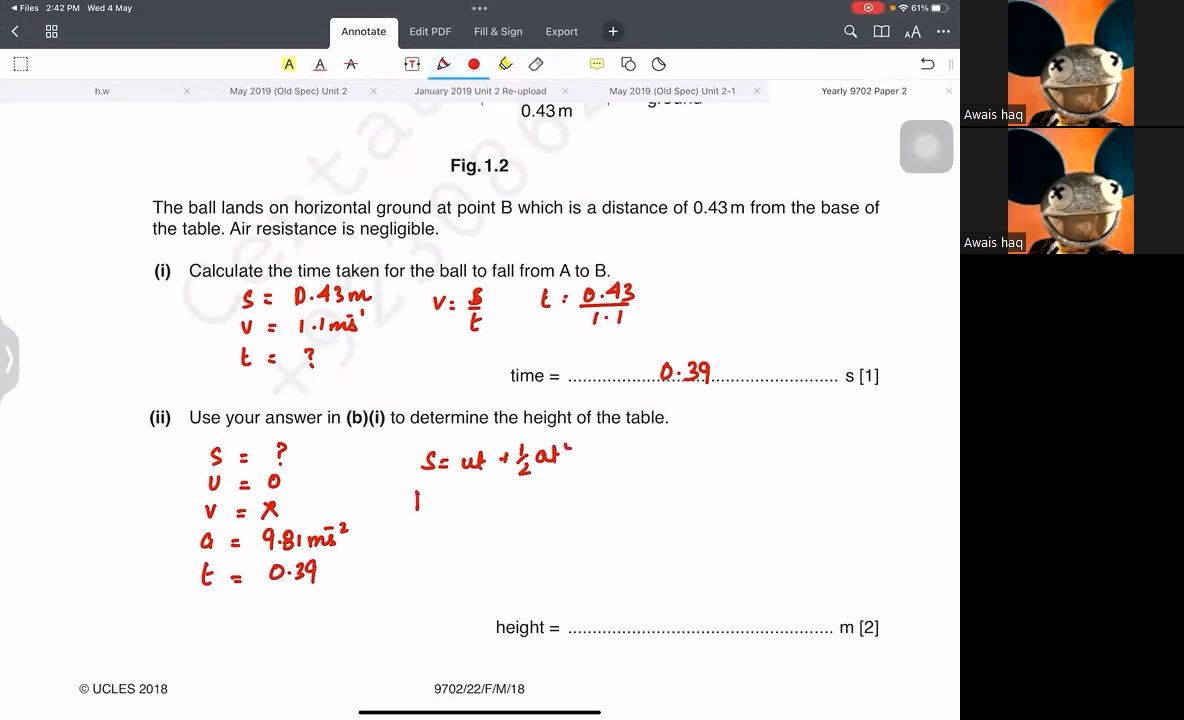 Files 2:42 PM Wed 4 May 61%
Annotate Edit PDF Fill & Sign Export
h.w May 2019 (Old Spec) Unit 2 January 2019 Unit 2 Re-upload May 2019 (Old Spec) Unit 2-1 Yearly 9702 Paper 2
0.43 m ground
Fig. 1.2
The ball lands on horizontal ground at point B which is a distance of 0.43 m from the base of
the table. Air resistance is negligible.
(i) Calculate the time taken for the ball to fall from A to B.
s = 0.43m v = s/t t = 0.43/1.1
v = 1.1 ms⁻¹
t = ?
time = ........ 0.39 ........ s [1]
(ii) Use your answer in (b)(i) to determine the height of the table.
s = ? s = ut + ½ at²
u = 0
v = x
a = 9.81 ms⁻²
t = 0.39
height = ........ m [2]
© UCLES 2018 9702/22/F/M/18
Awais haq
Awais haq